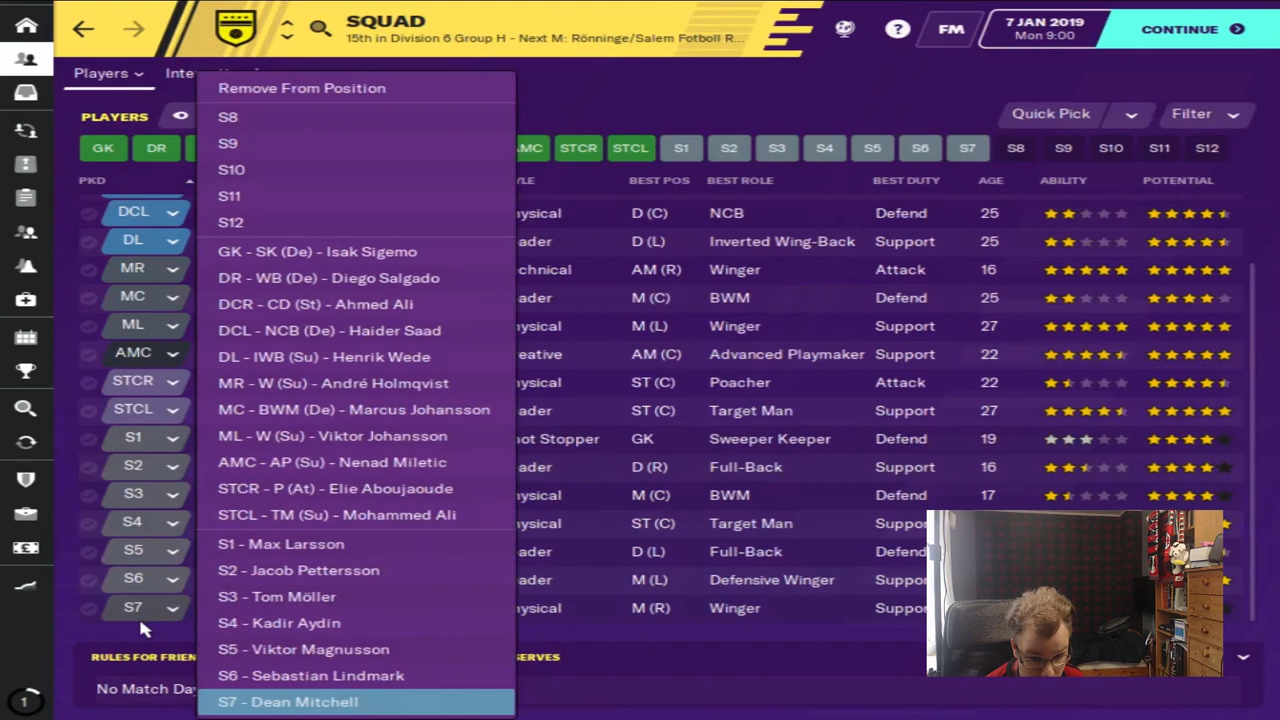 SQUAD
15th in Division 6 Group H - Next M: Rönninge/Salem Fotboll R...
FM
7 JAN 2019
Mon 9:00
CONTINUE
Players
PLAYERS
Quick Pick
Filter
GK DR AMC STCR STCL S1 S2 S3 S4 S5 S6 S7 S8 S9 S10 S11 S12
PKD BEST POS BEST ROLE BEST DUTY AGE ABILITY POTENTIAL
DCL D (C) NCB Defend 25
DL D (L) Inverted Wing-Back Support 25
MR AM (R) Winger Attack 16
MC M (C) BWM Defend 25
ML M (L) Winger Support 27
AMC AM (C) Advanced Playmaker Support 22
STCR ST (C) Poacher Attack 22
STCL ST (C) Target Man Support 27
S1 GK Sweeper Keeper Defend 19
S2 D (R) Full-Back Support 16
S3 M (C) BWM Defend 17
S4 ST (C) Target Man
S5 D (L) Full-Back
S6 M (L) Defensive Winger
S7 M (R) Winger
Remove From Position
S8
S9
S10
S11
S12
GK - SK (De) - Isak Sigemo
DR - WB (De) - Diego Salgado
DCR - CD (St) - Ahmed Ali
DCL - NCB (De) - Haider Saad
DL - IWB (Su) - Henrik Wede
MR - W (Su) - André Holmqvist
MC - BWM (De) - Marcus Johansson
ML - W (Su) - Viktor Johansson
AMC - AP (Su) - Nenad Miletic
STCR - P (At) - Elie Aboujaoude
STCL - TM (Su) - Mohammed Ali
S1 - Max Larsson
S2 - Jacob Pettersson
S3 - Tom Möller
S4 - Kadir Aydin
S5 - Viktor Magnusson
S6 - Sebastian Lindmark
S7 - Dean Mitchell
RULES FOR
No Match
1